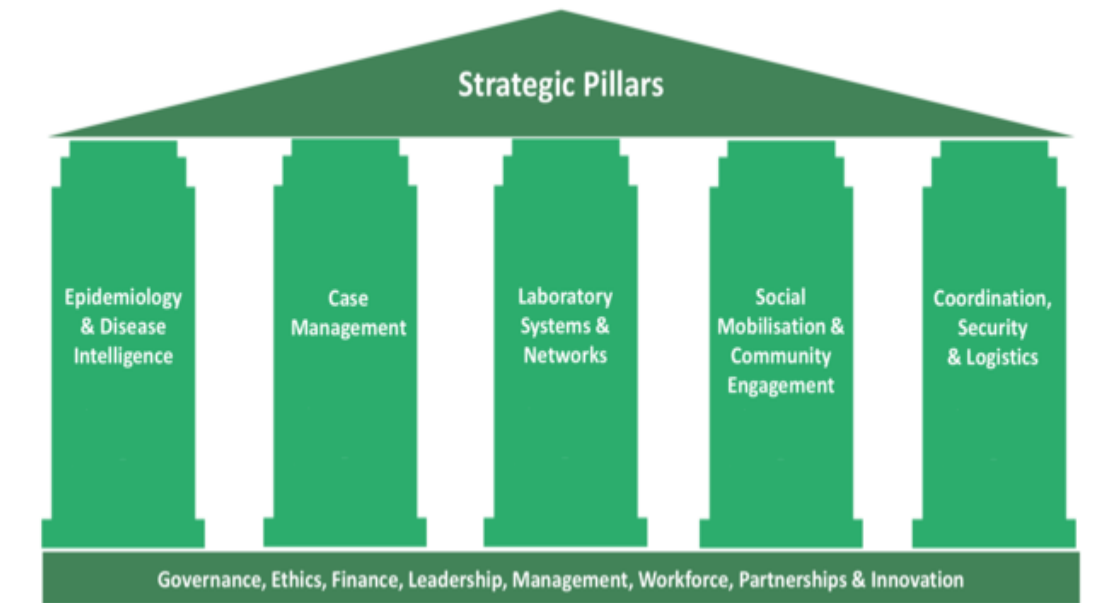 Strategic Pillars
Epidemiology
& Disease
Intelligence
Case
Management
Laboratory
Systems &
Networks
Social
Mobilisation &
Community
Engagement
Coordination,
Security
& Logistics
Governance, Ethics, Finance, Leadership, Management, Workforce, Partnerships & Innovation